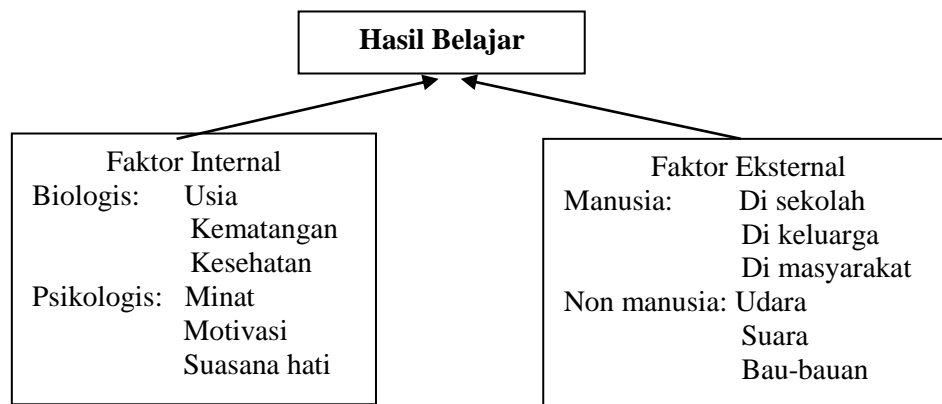 Hasil Belajar
Faktor Internal
Biologis: Usia
Kematangan
Kesehatan
Psikologis: Minat
Motivasi
Suasana hati
Faktor Eksternal
Manusia: Di sekolah
Di keluarga
Di masyarakat
Non manusia: Udara
Suara
Bau-bauan